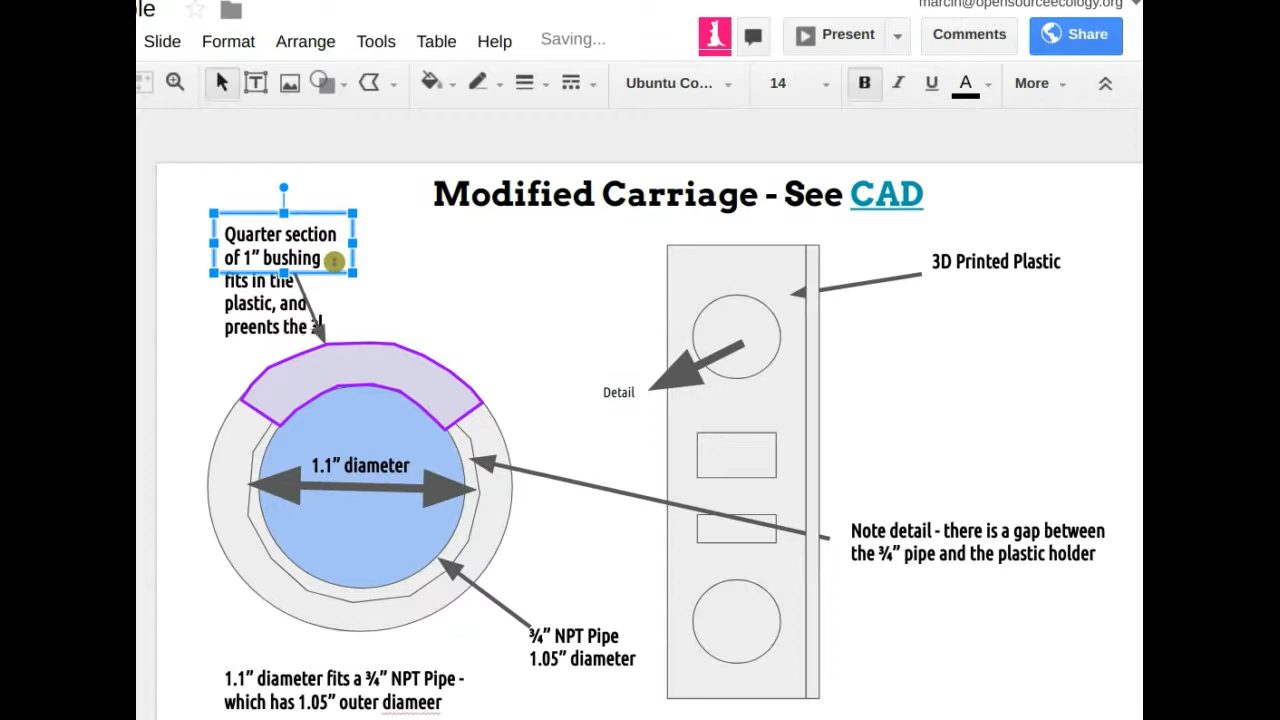 marcin@opensourceecology.org
Slide Format Arrange Tools Table Help Saving... Present Comments Share
Ubuntu Co... 14 B I U A More
Modified Carriage - See CAD
Quarter section
of 1” bushing
fits in the
plastic, and
preents the
3D Printed Plastic
Detail
1.1” diameter
Note detail - there is a gap between
the ¾” pipe and the plastic holder
¾” NPT Pipe
1.05” diameter
1.1” diameter fits a ¾” NPT Pipe -
which has 1.05” outer diameer